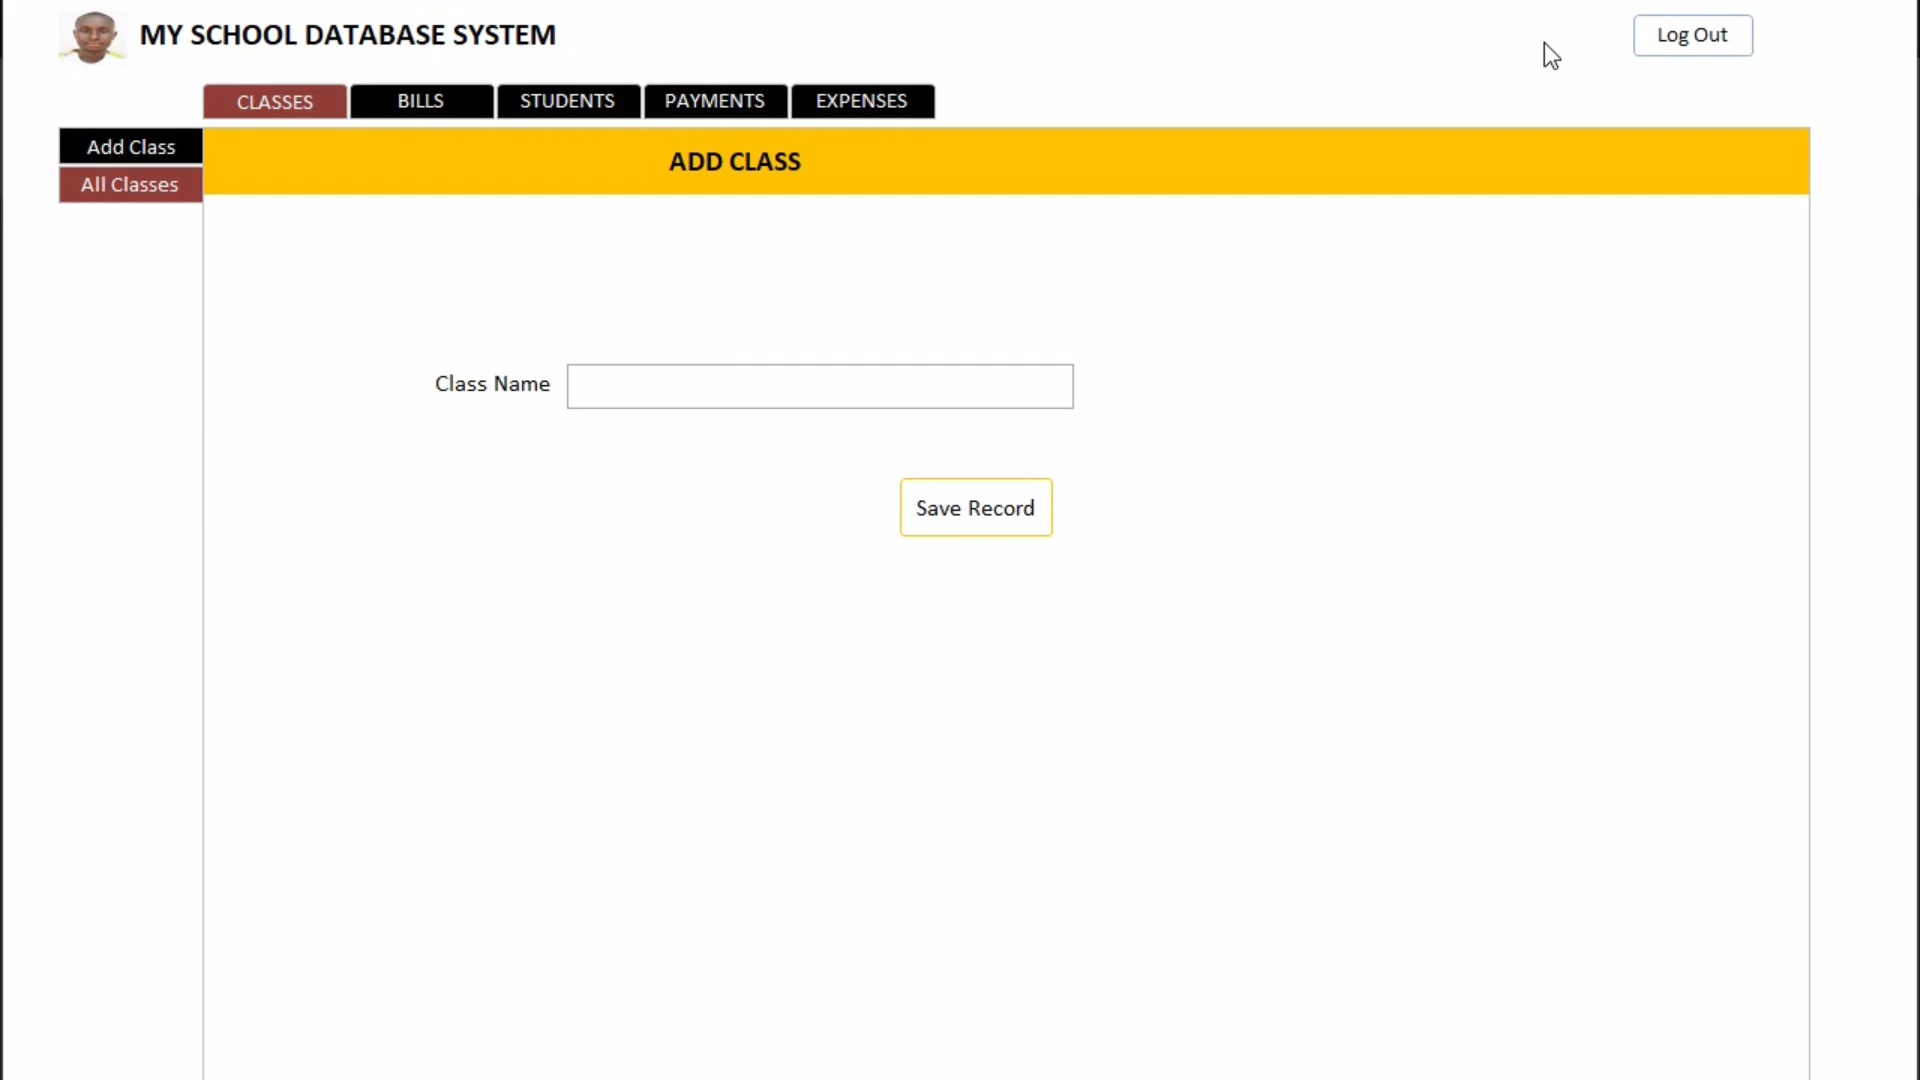 MY SCHOOL DATABASE SYSTEM
Log Out
CLASSES
BILLS
STUDENTS
PAYMENTS
EXPENSES
Add Class
All Classes
ADD CLASS
Class Name
Save Record